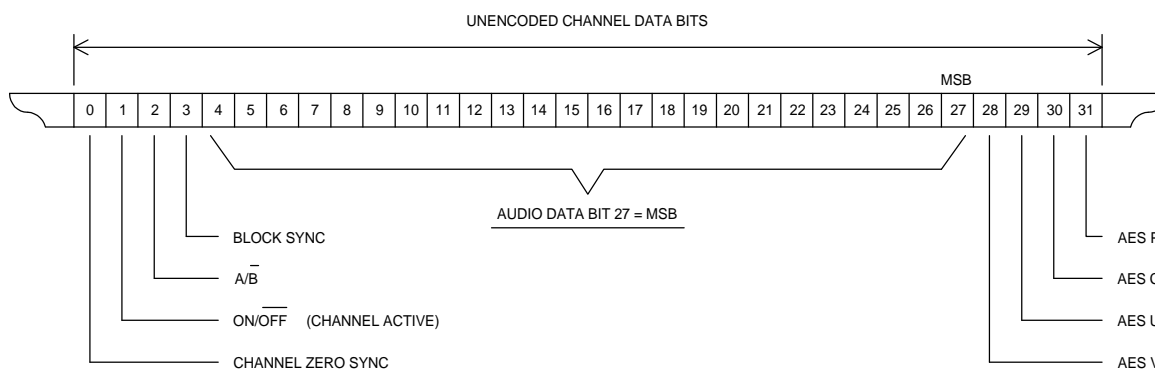 UNENCODED CHANNEL DATA BITS
MSB
0 1 2 3 4 5 6 7 8 9 10 11 12 13 14 15 16 17 18 19 20 21 22 23 24 25 26 27 28 29 30 31
AUDIO DATA BIT 27 = MSB
BLOCK SYNC
AES P
A/B̅
AES C
ON/O̅F̅F̅ (CHANNEL ACTIVE)
AES U
CHANNEL ZERO SYNC
AES V